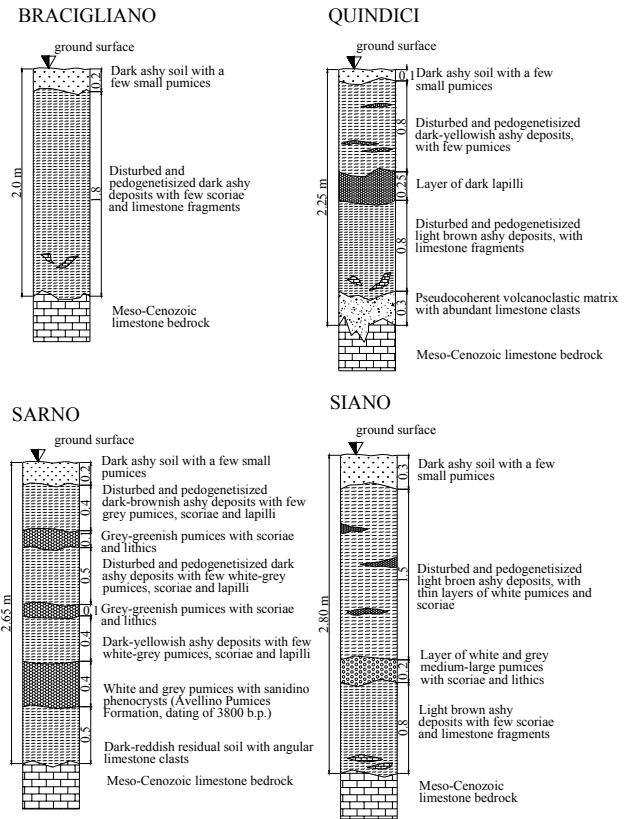 BRACIGLIANO
ground surface
Dark ashy soil with a
few small pumices
0.2
2.0 m
1.8
Disturbed and
pedogenetisized dark ashy
deposits with few scoriae
and limestone fragments
Meso-Cenozoic
limestone bedrock
QUINDICI
ground surface
0.1
Dark ashy soil with a few
small pumices
0.8
Disturbed and pedogenetisized
dark-yellowish ashy deposits,
with few pumices
0.25
Layer of dark lapilli
2.25 m
0.8
Disturbed and pedogenetisized
light brown ashy deposits, with
limestone fragments
0.3
Pseudocoherent volcanoclastic matrix
with abundant limestone clasts
Meso-Cenozoic limestone bedrock
SARNO
ground surface
0.2
Dark ashy soil with a few small
pumices
0.4
Disturbed and pedogenetisized
dark-brownish ashy deposits with few
grey pumices, scoriae and lapilli
0.1
Grey-greenish pumices with scoriae
and lithics
0.5
Disturbed and pedogenetisized dark
ashy deposits with few white-grey
pumices, scoriae and lapilli
0.1
Grey-greenish pumices with scoriae
and lithics
2.65 m
0.4
Dark-yellowish ashy deposits with few
white-grey pumices, scoriae and lapilli
0.4
White and grey pumices with sanidino
phenocrysts (Avellino Pumices
Formation, dating of 3800 b.p.)
0.5
Dark-reddish residual soil with angular
limestone clasts
Meso-Cenozoic limestone bedrock
SIANO
ground surface
0.3
Dark ashy soil with a few
small pumices
1.5
Disturbed and pedogenetisized
light broen ashy deposits, with
thin layers of white pumices and
scoriae
2.80 m
0.2
Layer of white and grey
medium-large pumices
with scoriae and lithics
0.8
Light brown ashy
deposits with few scoriae
and limestone fragments
Meso-Cenozoic
limestone bedrock